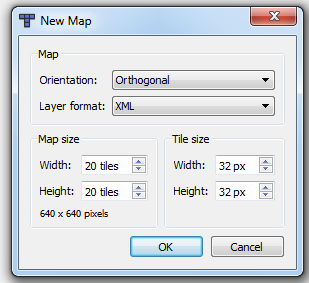 New Map
Map
Orientation: Orthogonal
Layer format: XML
Map size
Width: 20 tiles
Height: 20 tiles
640 x 640 pixels
Tile size
Width: 32 px
Height: 32 px
OK Cancel